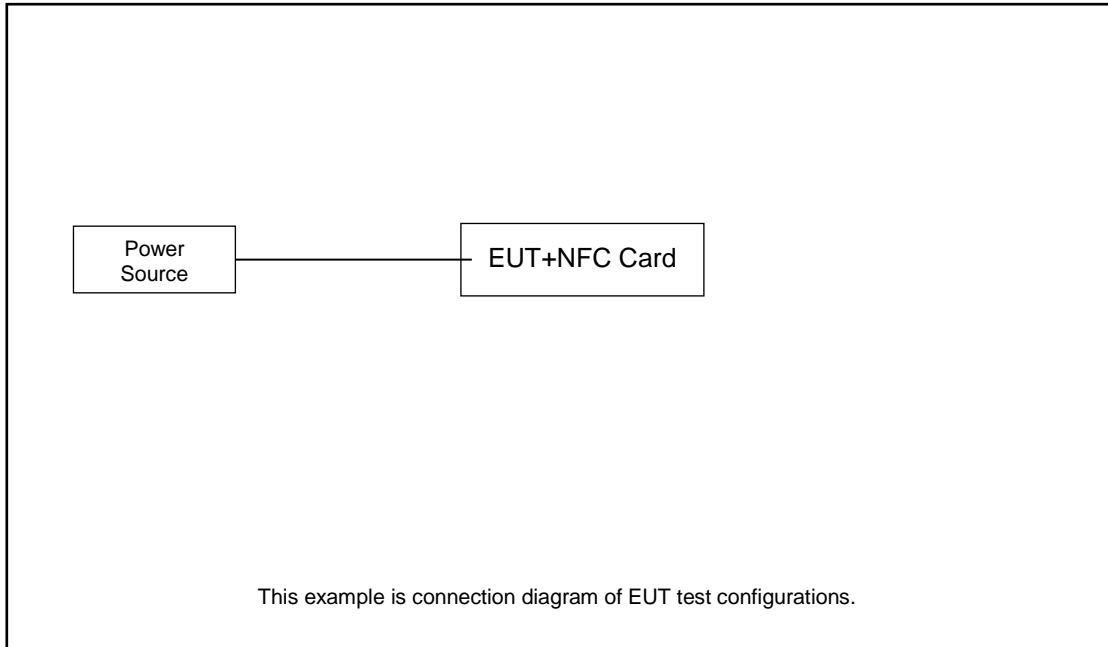 Power
Source
EUT+NFC Card
This example is connection diagram of EUT test configurations.